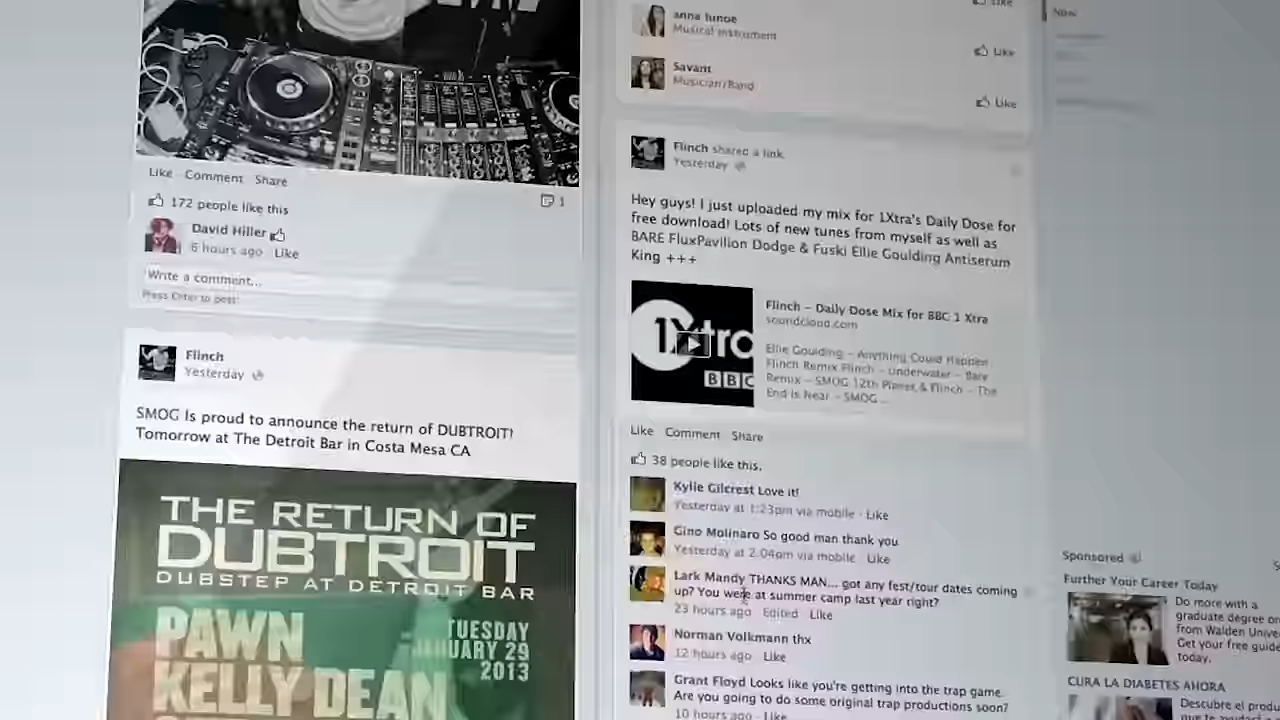 Like Comment Share
172 people like this
1
David Hiller
6 hours ago Like
Write a comment...
Press Enter to post!
Flinch
Yesterday
SMOG Is proud to announce the return of DUBTROIT!
Tomorrow at The Detroit Bar in Costa Mesa CA
THE RETURN OF
DUBTROIT
DUBSTEP AT DETROIT BAR
PAWN
KELLY DEAN
TUESDAY
UARY 29
2013
Like
anna lunoe
Musical Instrument
Like
Savant
Musician/Band
Like
Flinch shared a link.
Yesterday
Hey guys! I just uploaded my mix for 1Xtra's Daily Dose for
free download! Lots of new tunes from myself as well as
BARE FluxPavilion Dodge & Fuski Ellie Goulding Antiserum
King +++
1Xtra
BBC
Flinch – Daily Dose Mix for BBC 1 Xtra
soundcloud.com
Ellie Goulding – Anything Could Happen
Flinch Remix Flinch – Underwater – Bare
Remix – SMOG 12th Planet & Flinch – The
End Is Near – SMOG ...
Like Comment Share
38 people like this.
Kylie Gilcrest Love it!
Yesterday at 1:23pm via mobile · Like
Gino Molinaro So good man thank you
Yesterday at 2:04pm via mobile · Like
Lark Mandy THANKS MAN... got any fest/tour dates coming
up? You were at summer camp last year right?
23 hours ago · Edited · Like
Norman Volkmann thx
12 hours ago · Like
Grant Floyd Looks like you're getting into the trap game.
Are you going to do some original trap productions soon?
10 hours ago · Like
Now
Sponsored
Further Your Career Today
Do more with a
graduate degree on
from Walden Unive
Get your free guide
today.
CURA LA DIABETES AHORA
Descubre el produ